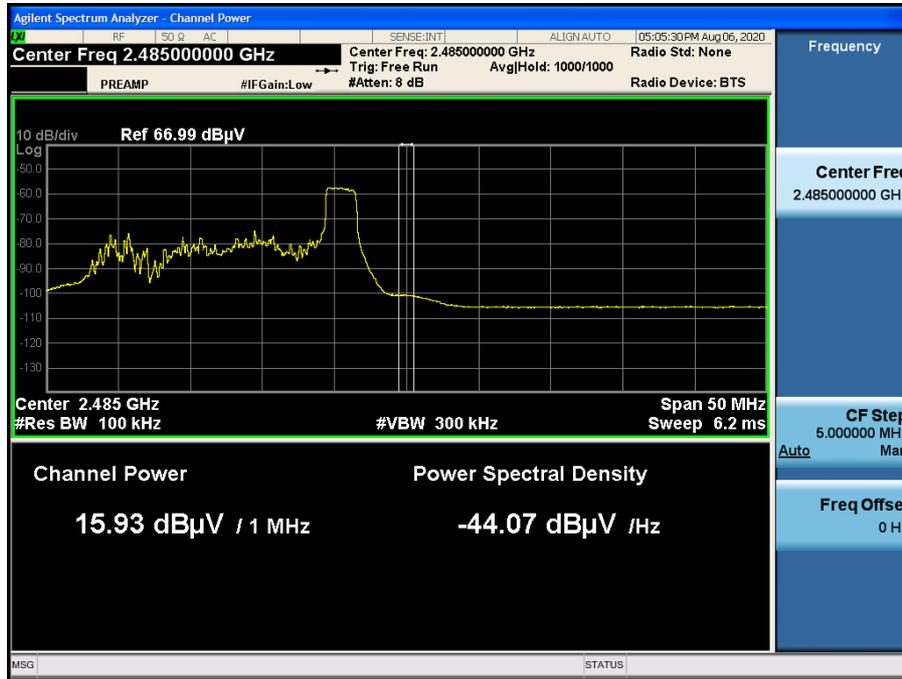 Agilent Spectrum Analyzer - Channel Power
LXI RF 50 Ω AC SENSE:INT ALIGN AUTO 05:05:30 PM Aug 06, 2020
Center Freq 2.485000000 GHz
Center Freq: 2.485000000 GHz
Radio Std: None
Trig: Free Run Avg|Hold: 1000/1000
PREAMP #IFGain:Low #Atten: 8 dB Radio Device: BTS
10 dB/div Ref 66.99 dBµV
Log
-50.0
-60.0
-70.0
-80.0
-90.0
-100
-110
-120
-130
Center 2.485 GHz Span 50 MHz
#Res BW 100 kHz #VBW 300 kHz Sweep 6.2 ms
Channel Power Power Spectral Density
15.93 dBµV / 1 MHz -44.07 dBµV /Hz
MSG STATUS
Frequency
Center Fre
2.485000000 GH
CF Step
5.000000 MH
Auto Ma
Freq Offse
0 H